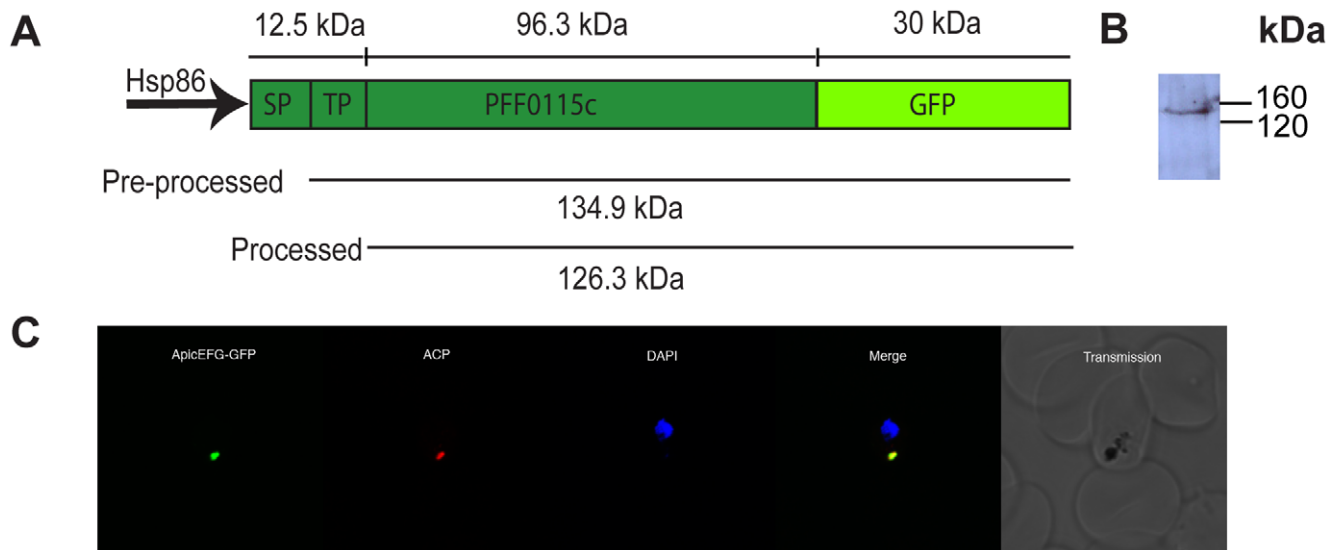 A
12.5 kDa 96.3 kDa 30 kDa
Hsp86
SP TP PFF0115c GFP
Pre-processed
134.9 kDa
Processed
126.3 kDa
B kDa
160
120
C
ApicEFG-GFP ACP DAPI Merge Transmission